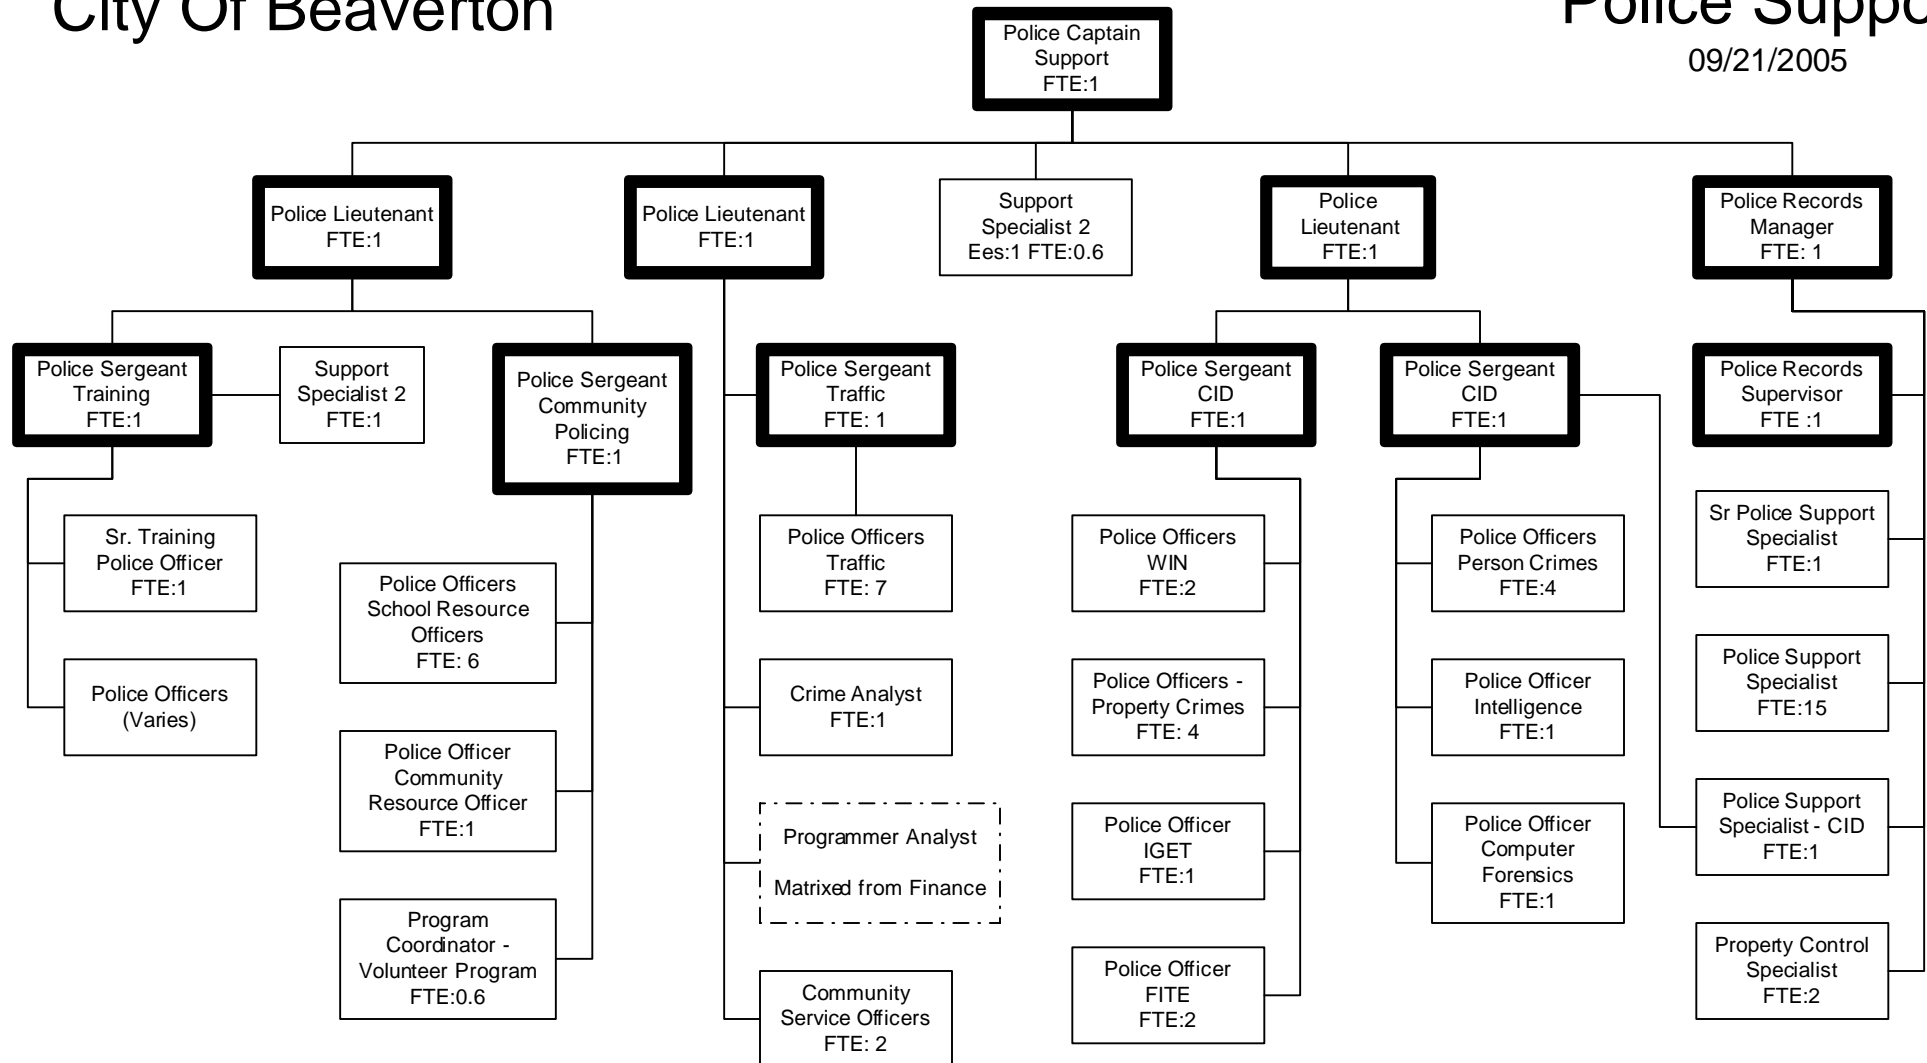 City Of Beaverton
Police Suppo
09/21/2005
Police Captain
Support
FTE:1
Police Lieutenant
FTE:1
Police Lieutenant
FTE:1
Support
Specialist 2
Ees:1 FTE:0.6
Police
Lieutenant
FTE:1
Police Records
Manager
FTE: 1
Police Sergeant
Training
FTE:1
Support
Specialist 2
FTE:1
Police Sergeant
Community
Policing
FTE:1
Police Sergeant
Traffic
FTE: 1
Police Sergeant
CID
FTE:1
Police Sergeant
CID
FTE:1
Police Records
Supervisor
FTE :1
Sr. Training
Police Officer
FTE:1
Police Officers
(Varies)
Police Officers
School Resource
Officers
FTE: 6
Police Officer
Community
Resource Officer
FTE:1
Program
Coordinator -
Volunteer Program
FTE:0.6
Police Officers
Traffic
FTE: 7
Crime Analyst
FTE:1
Programmer Analyst
Matrixed from Finance
Community
Service Officers
FTE: 2
Police Officers
WIN
FTE:2
Police Officers -
Property Crimes
FTE: 4
Police Officer
IGET
FTE:1
Police Officer
FITE
FTE:2
Police Officers
Person Crimes
FTE:4
Police Officer
Intelligence
FTE:1
Police Officer
Computer
Forensics
FTE:1
Sr Police Support
Specialist
FTE:1
Police Support
Specialist
FTE:15
Police Support
Specialist - CID
FTE:1
Property Control
Specialist
FTE:2